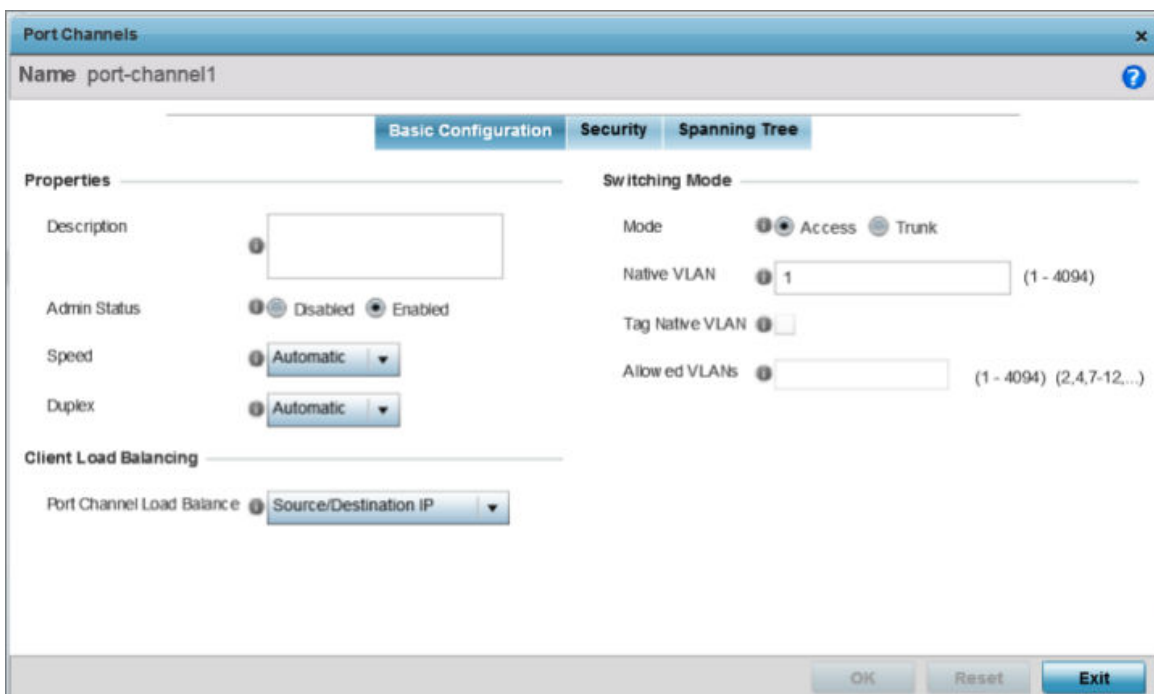 Port Channels
Name port-channel1
Basic Configuration Security Spanning Tree
Properties
Description
Admin Status Disabled Enabled
Speed Automatic
Duplex Automatic
Client Load Balancing
Port Channel Load Balance Source/Destination IP
Switching Mode
Mode Access Trunk
Native VLAN 1 (1 - 4094)
Tag Native VLAN
Allowed VLANs (1 - 4094) (2,4,7-12,...)
OK Reset Exit